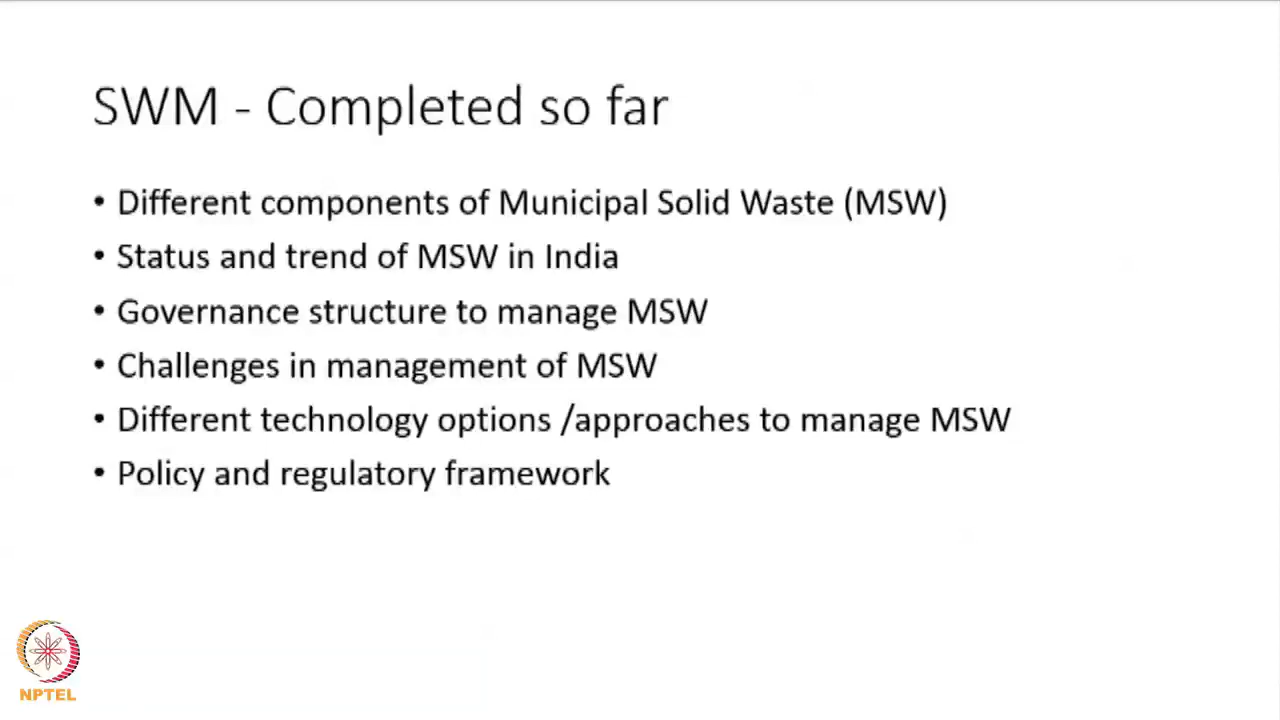 SWM - Completed so far
• Different components of Municipal Solid Waste (MSW)
• Status and trend of MSW in India
• Governance structure to manage MSW
• Challenges in management of MSW
• Different technology options /approaches to manage MSW
• Policy and regulatory framework
NPTEL